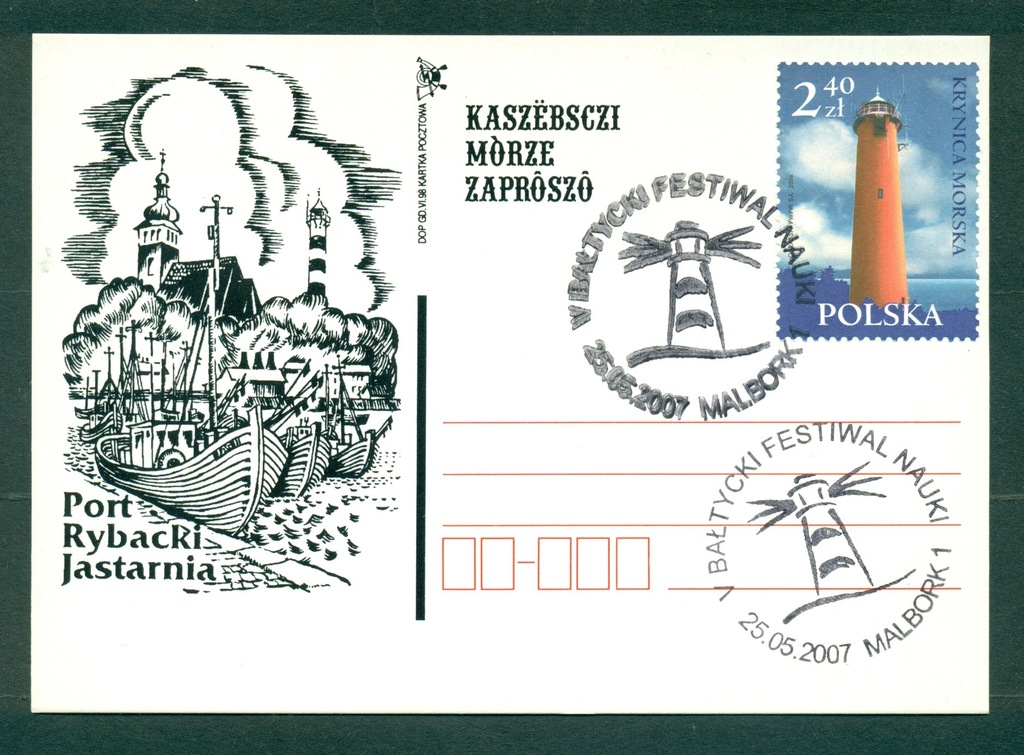 DOP GD.VI.98 KARTKA POCZTOWA
KASZËBSCZI
MÒRZE
ZAPRÔSZÔ
2 40
zł
KRYNICA MORSKA
POLSKA
V BAŁTYCKI FESTIWAL NAUKI
25.05.2007 MALBORK 1
V BAŁTYCKI FESTIWAL NAUKI
25.05.2007 MALBORK 1
Port
Rybacki
Jastarnia